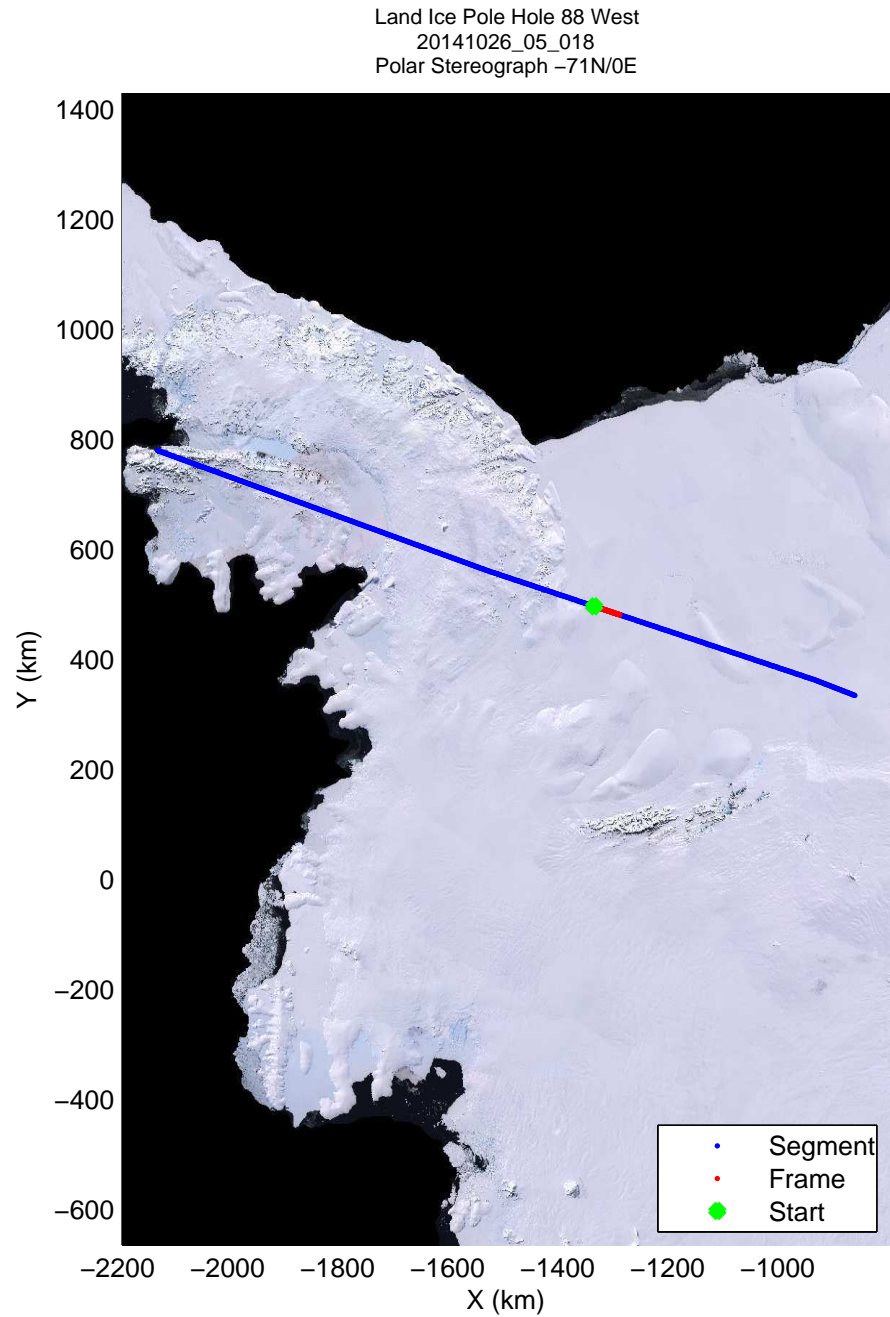 Land Ice Pole Hole 88 West
20141026_05_018
Polar Stereograph −71N/0E
1400
1200
1000
800
600
400
200
0
−200
−400
−600
Y (km)
Segment
Frame
Start
−2200 −2000 −1800 −1600 −1400 −1200 −1000
X (km)